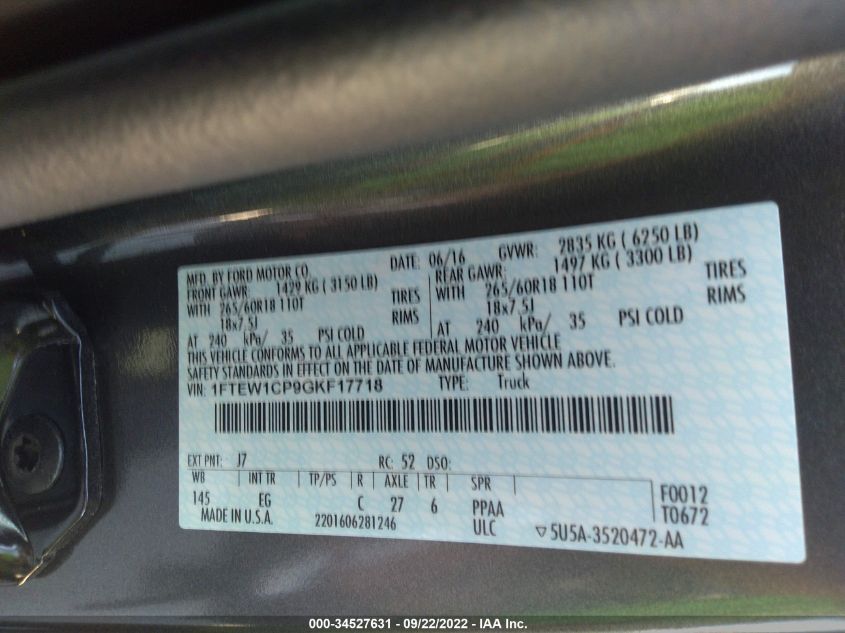 MFD. BY FORD MOTOR CO. DATE: 06/16 GVWR: 2835 KG ( 6250 LB)
FRONT GAWR: 1429 KG ( 3150 LB) REAR GAWR: 1497 KG ( 3300 LB)
WITH 265/60R18 110T TIRES WITH 265/60R18 110T TIRES
18x7.5J RIMS 18x7.5J RIMS
AT 240 kPa/ 35 PSI COLD AT 240 kPa/ 35 PSI COLD
THIS VEHICLE CONFORMS TO ALL APPLICABLE FEDERAL MOTOR VEHICLE
SAFETY STANDARDS IN EFFECT ON THE DATE OF MANUFACTURE SHOWN ABOVE.
VIN: 1FTEW1CP9GKF17718 TYPE: Truck
EXT PNT: J7 RC: 52 DSO:
WB INT TR TP/PS R AXLE TR SPR
145 EG C 27 6 PPAA F0012
MADE IN U.S.A. 2201606281246 ULC T0672
▽5U5A-3520472-AA
000-34527631 - 09/22/2022 - IAA Inc.